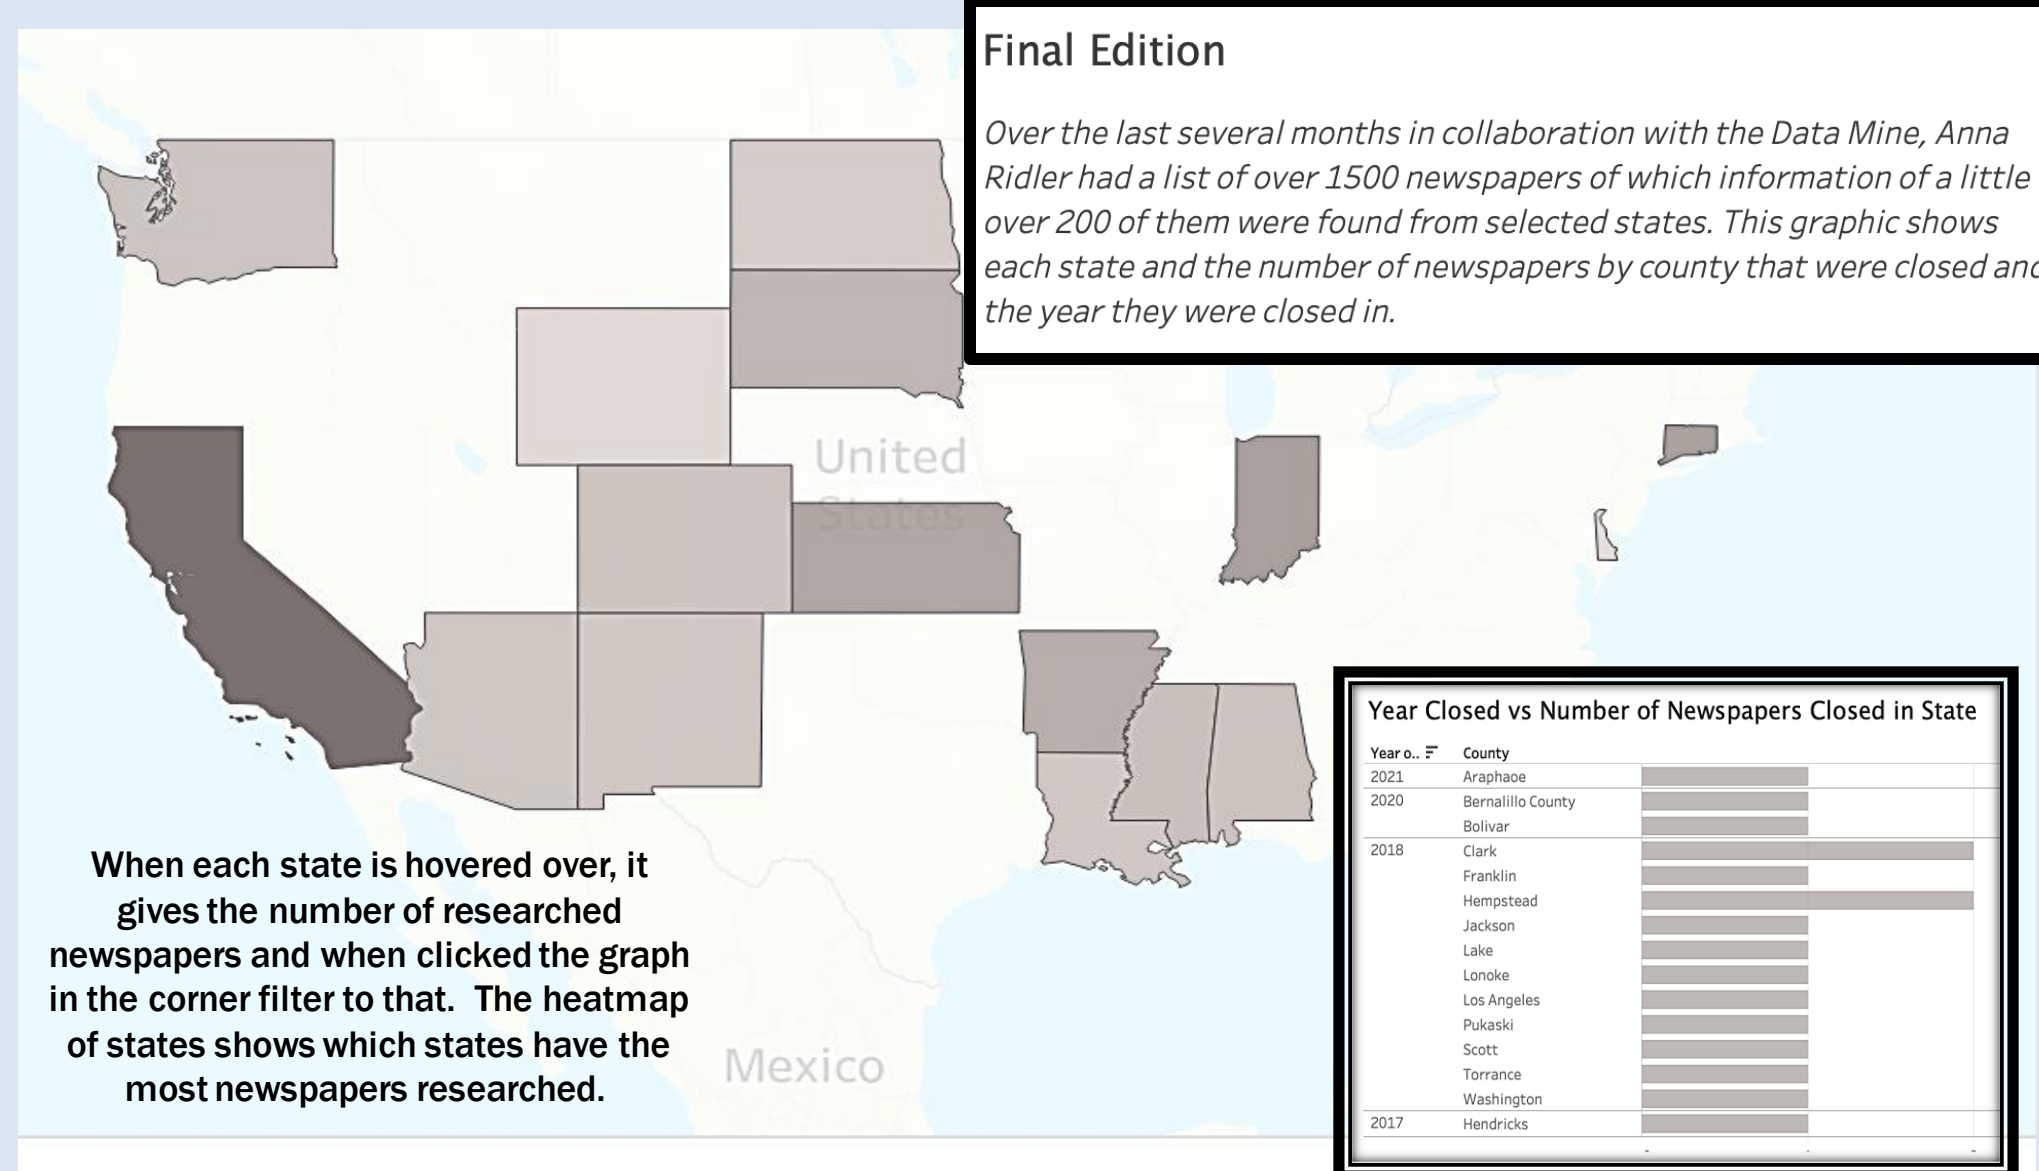 Final Edition
Over the last several months in collaboration with the Data Mine, Anna
Ridler had a list of over 1500 newspapers of which information of a little
over 200 of them were found from selected states. This graphic shows
each state and the number of newspapers by county that were closed and
the year they were closed in.
United
States
Mexico
When each state is hovered over, it
gives the number of researched
newspapers and when clicked the graph
in the corner filter to that. The heatmap
of states shows which states have the
most newspapers researched.
Year Closed vs Number of Newspapers Closed in State
Year o.. County
2021 Araphaoe
2020 Bernalillo County
Bolivar
2018 Clark
Franklin
Hempstead
Jackson
Lake
Lonoke
Los Angeles
Pukaski
Scott
Torrance
Washington
2017 Hendricks